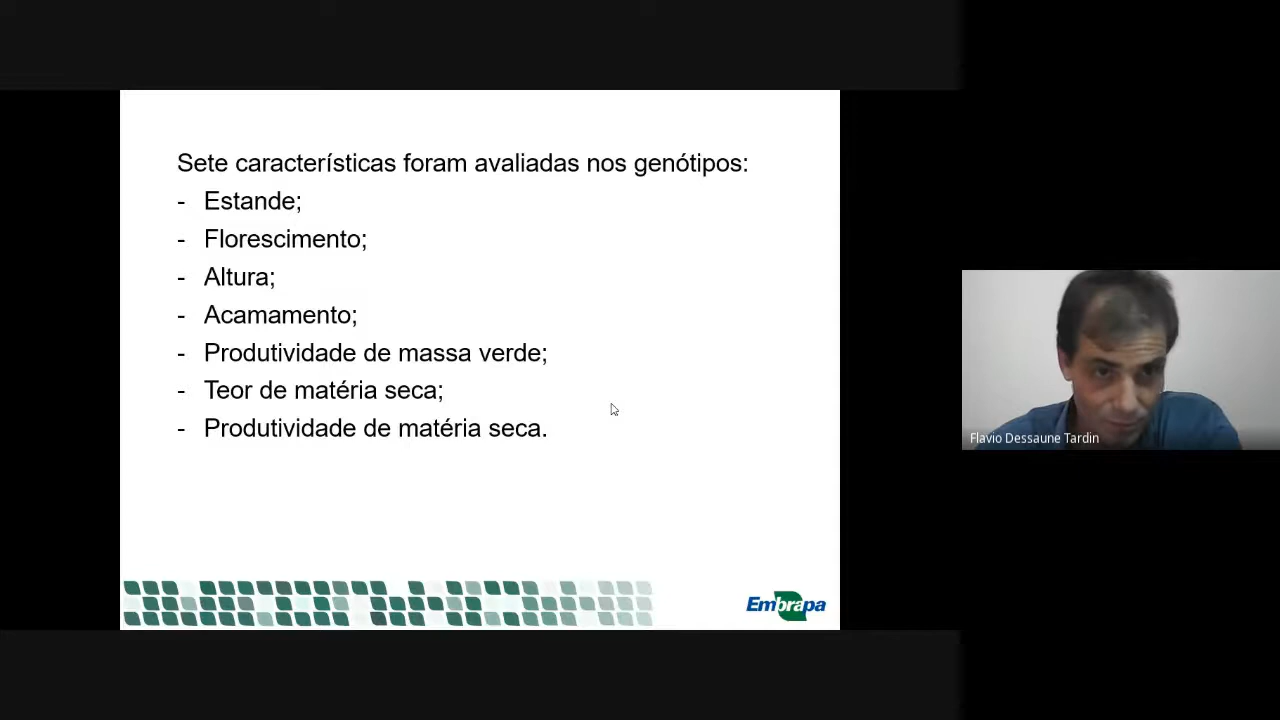 Sete características foram avaliadas nos genótipos:
- Estande;
- Florescimento;
- Altura;
- Acamamento;
- Produtividade de massa verde;
- Teor de matéria seca;
- Produtividade de matéria seca.
Embrapa
Flavio Dessaune Tardin